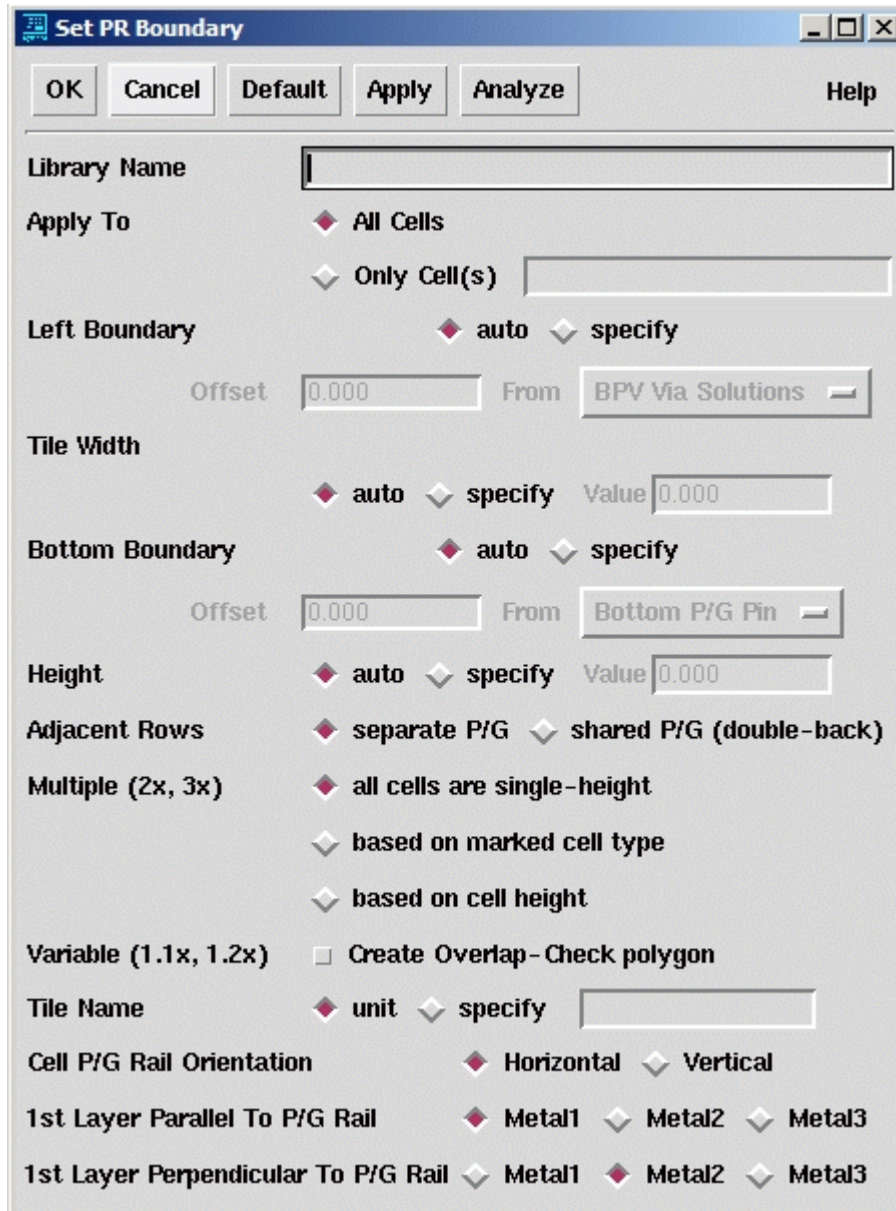 Set PR Boundary
OK Cancel Default Apply Analyze Help
Library Name
Apply To All Cells
Only Cell(s)
Left Boundary auto specify
Offset 0.000 From BPV Via Solutions
Tile Width
auto specify Value 0.000
Bottom Boundary auto specify
Offset 0.000 From Bottom P/G Pin
Height auto specify Value 0.000
Adjacent Rows separate P/G shared P/G (double-back)
Multiple (2x, 3x) all cells are single-height
based on marked cell type
based on cell height
Variable (1.1x, 1.2x) Create Overlap-Check polygon
Tile Name unit specify
Cell P/G Rail Orientation Horizontal Vertical
1st Layer Parallel To P/G Rail Metal1 Metal2 Metal3
1st Layer Perpendicular To P/G Rail Metal1 Metal2 Metal3